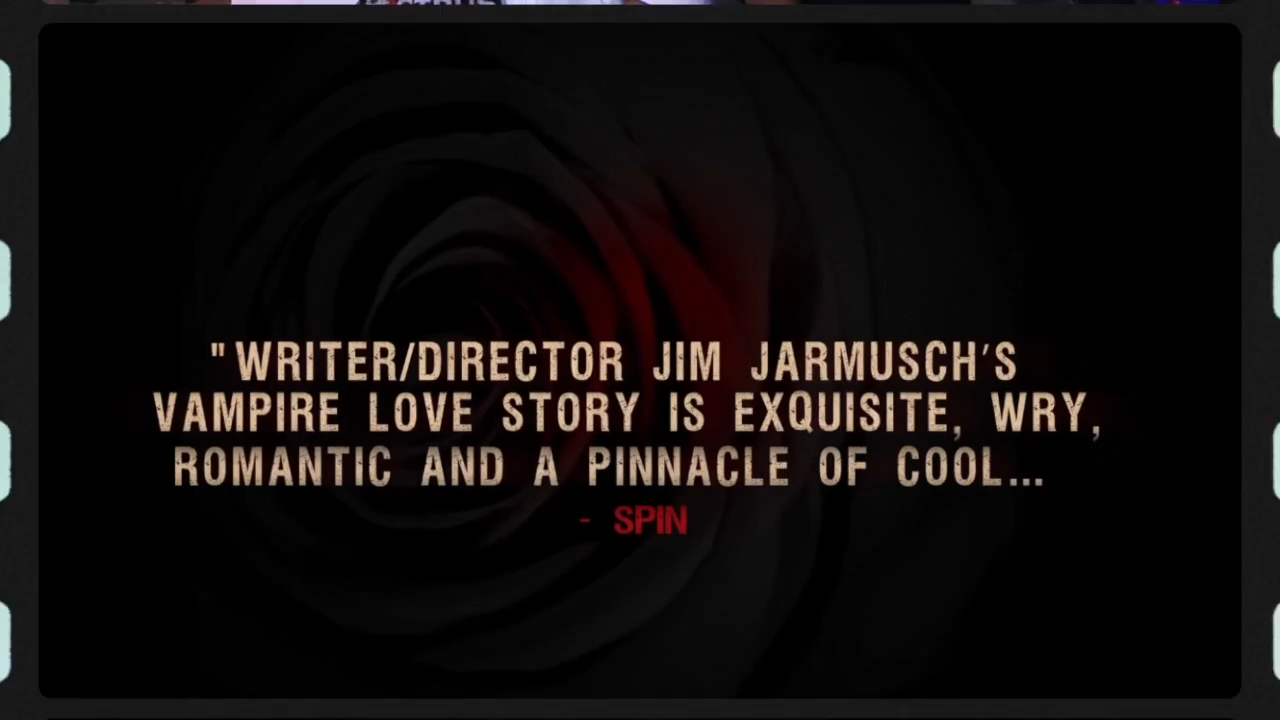 "WRITER/DIRECTOR JIM JARMUSCH'S
VAMPIRE LOVE STORY IS EXQUISITE, WRY,
ROMANTIC AND A PINNACLE OF COOL...
- SPIN